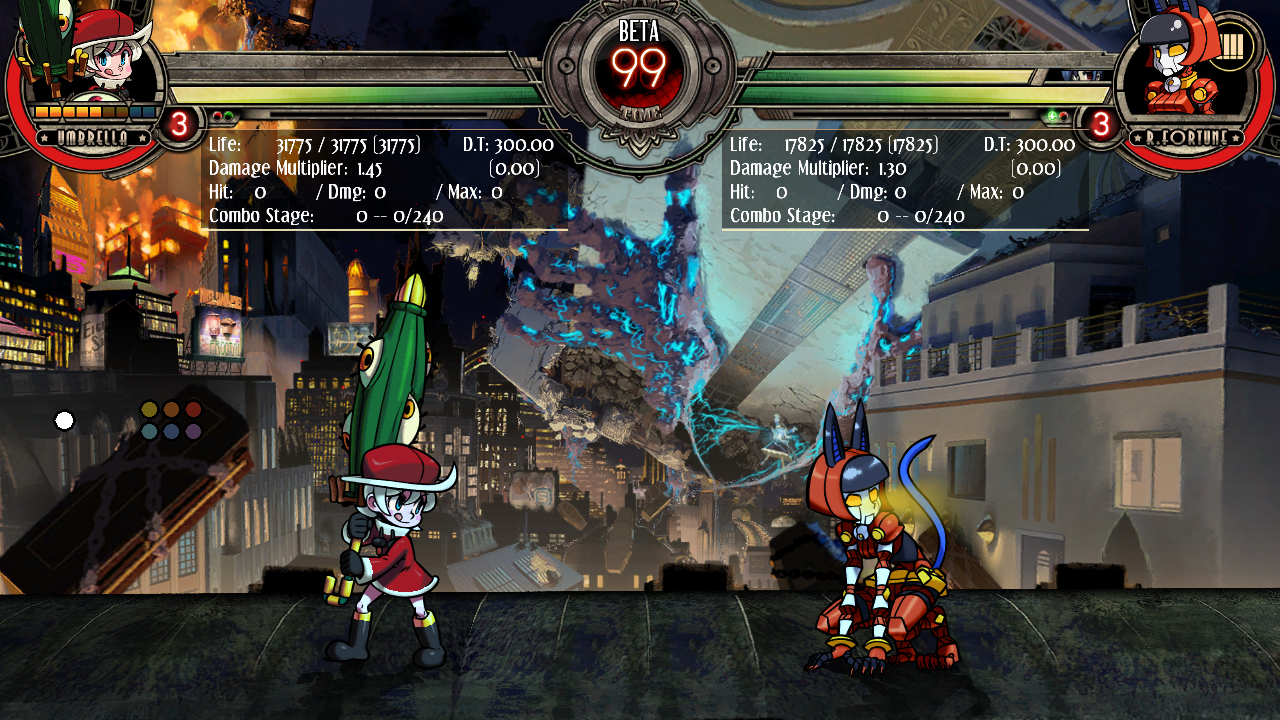 BETA
99
TIME
UMBRELLA
3
3
R.FORTUNE
Life: 31775 / 31775 (31775) D.T: 300.00
Damage Multiplier: 1.45 (0.00)
Hit: 0 / Dmg: 0 / Max: 0
Combo Stage: 0 -- 0/240
Life: 17825 / 17825 (17825) D.T: 300.00
Damage Multiplier: 1.30 (0.00)
Hit: 0 / Dmg: 0 / Max: 0
Combo Stage: 0 -- 0/240